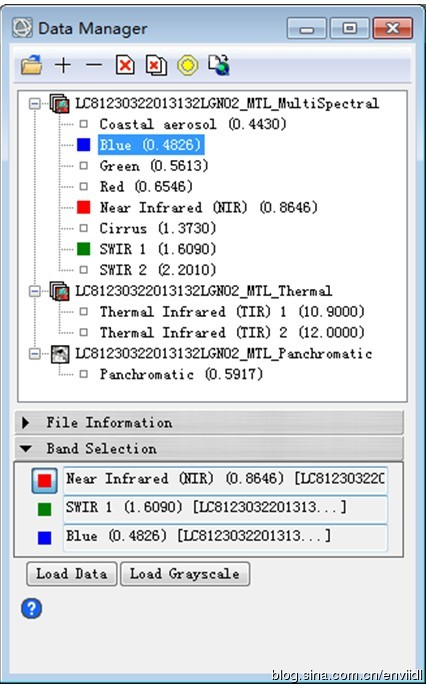 Data Manager
LC81230322013132LGN02_MTL_MultiSpectral
Coastal aerosol (0.4430)
Blue (0.4826)
Green (0.5613)
Red (0.6546)
Near Infrared (NIR) (0.8646)
Cirrus (1.3730)
SWIR 1 (1.6090)
SWIR 2 (2.2010)
LC81230322013132LGN02_MTL_Thermal
Thermal Infrared (TIR) 1 (10.9000)
Thermal Infrared (TIR) 2 (12.0000)
LC81230322013132LGN02_MTL_Panchromatic
Panchromatic (0.5917)
File Information
Band Selection
Near Infrared (NIR) (0.8646) [LC812303220
SWIR 1 (1.6090) [LC8123032201313...]
Blue (0.4826) [LC8123032201313...]
Load Data Load Grayscale
blog.sina.com.cn/enviidl